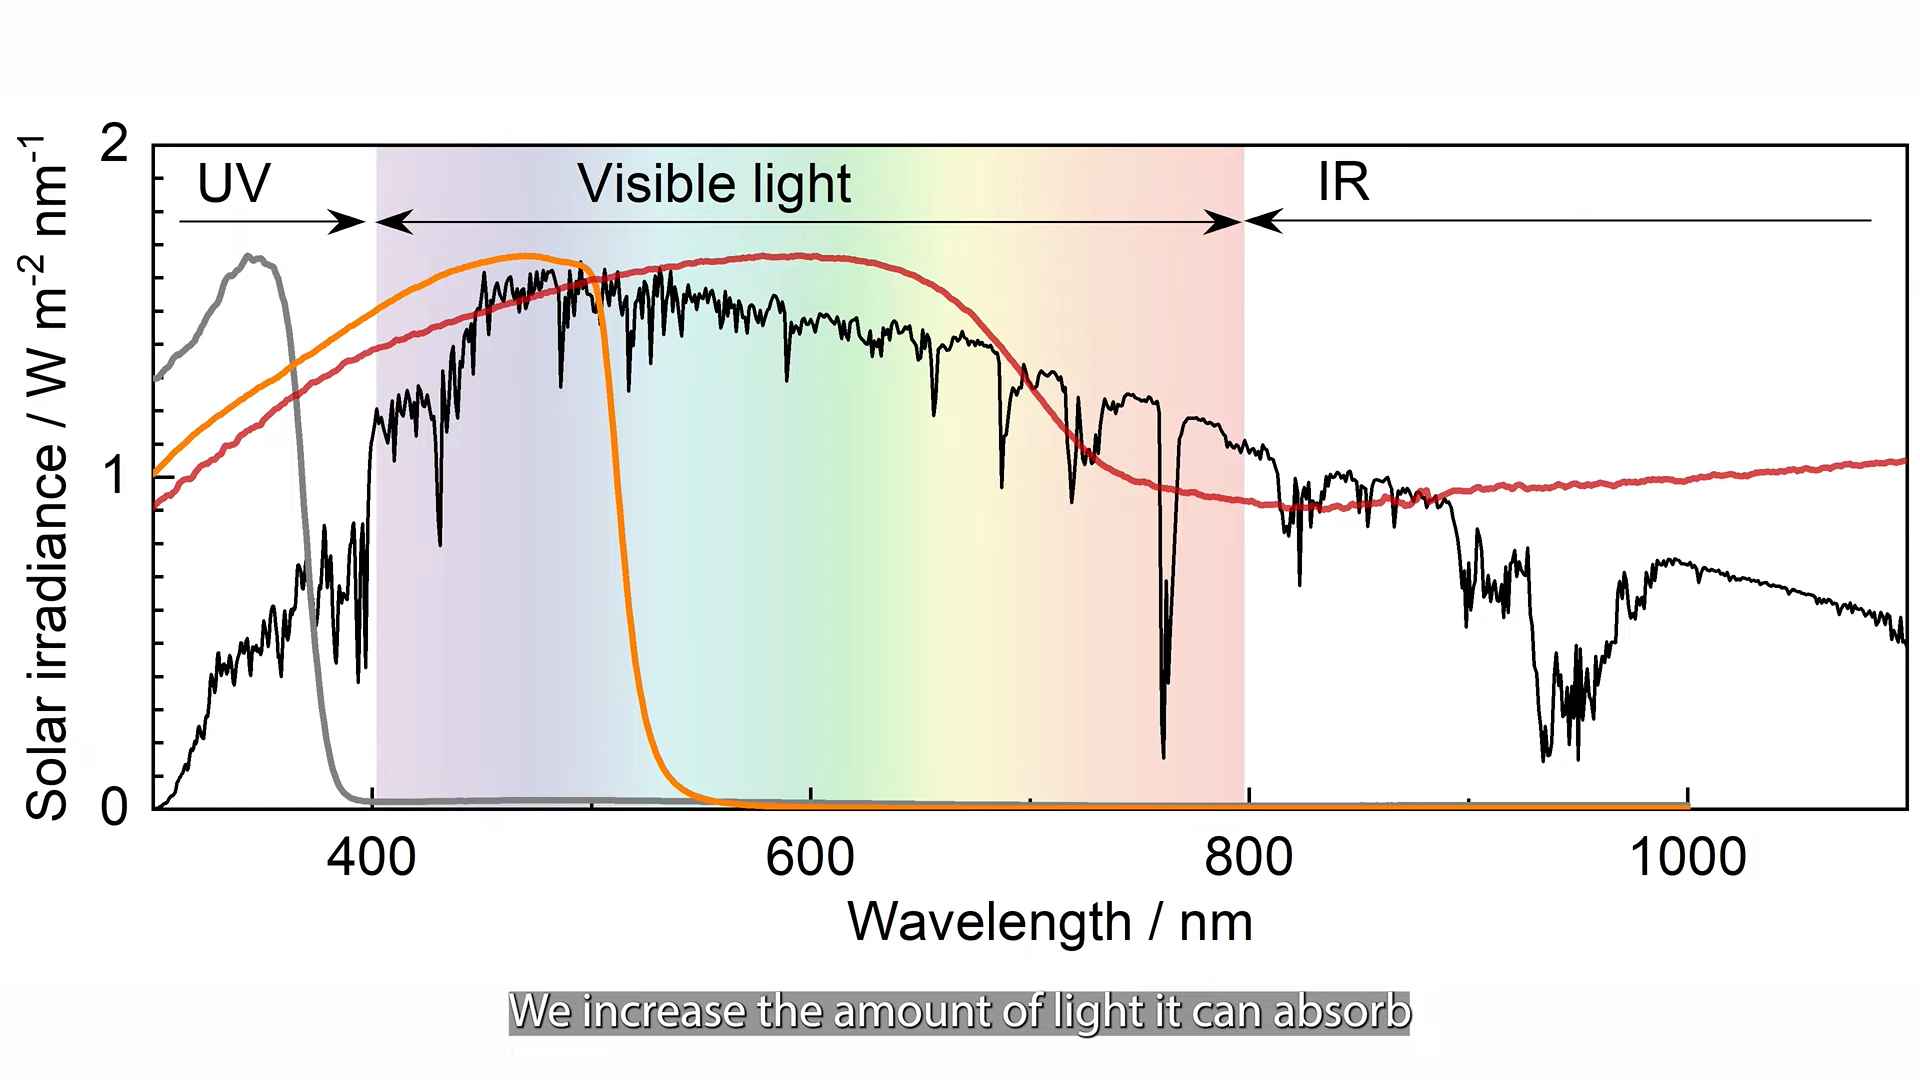 2
UV
Visible light
IR
Solar irradiance / W m⁻² nm⁻¹
1
0
400
600
800
1000
Wavelength / nm
We increase the amount of light it can absorb